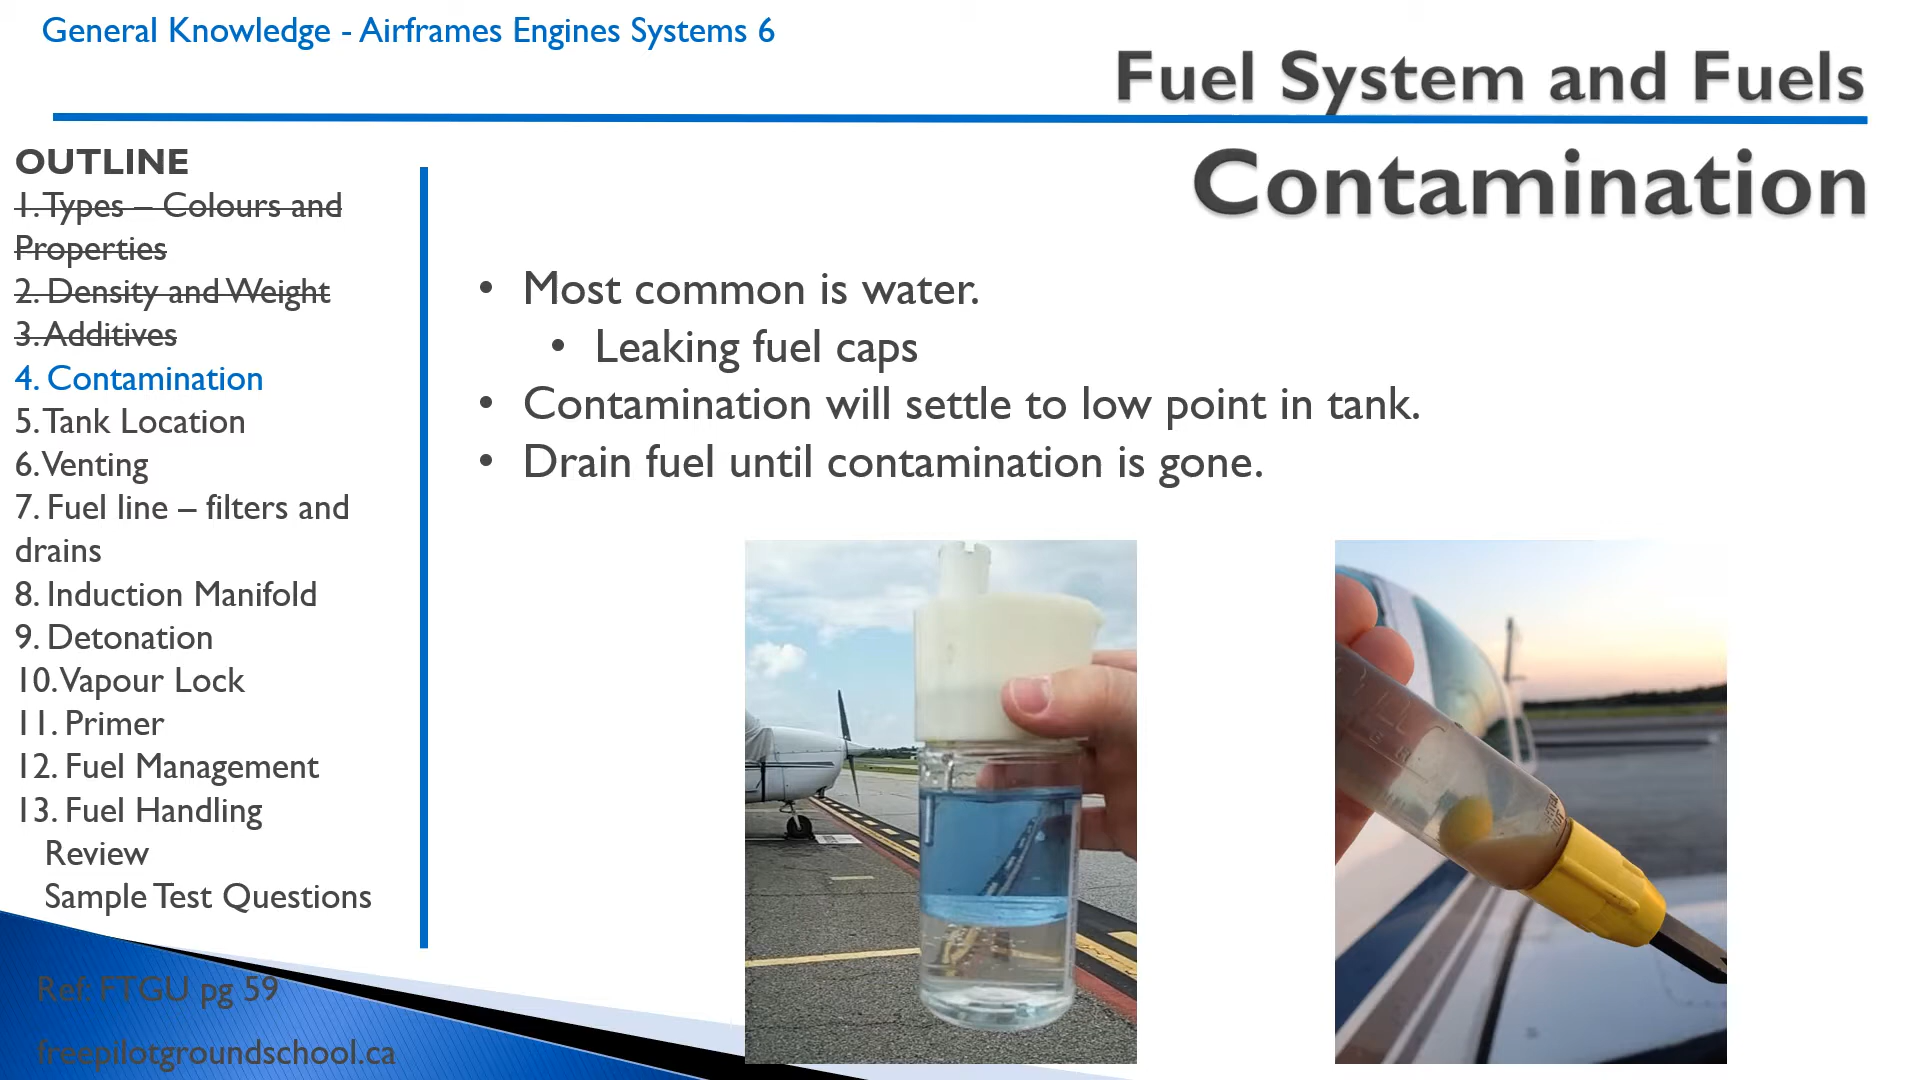 General Knowledge - Airframes Engines Systems 6
Fuel System and Fuels
Contamination
OUTLINE
1. Types – Colours and
Properties
2. Density and Weight
3. Additives
4. Contamination
5. Tank Location
6. Venting
7. Fuel line – filters and
drains
8. Induction Manifold
9. Detonation
10. Vapour Lock
11. Primer
12. Fuel Management
13. Fuel Handling
Review
Sample Test Questions
• Most common is water.
• Leaking fuel caps
• Contamination will settle to low point in tank.
• Drain fuel until contamination is gone.
Ref: FTGU pg 59
freepilotgroundschool.ca